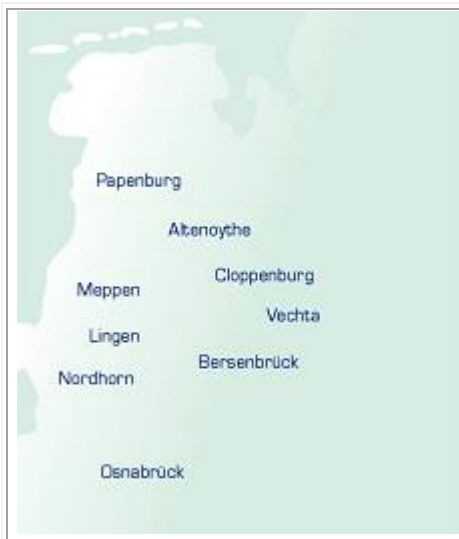 Papenburg
Altenoythe
Cloppenburg
Meppen
Vechta
Lingen
Bersenbrück
Nordhorn
Osnabrück